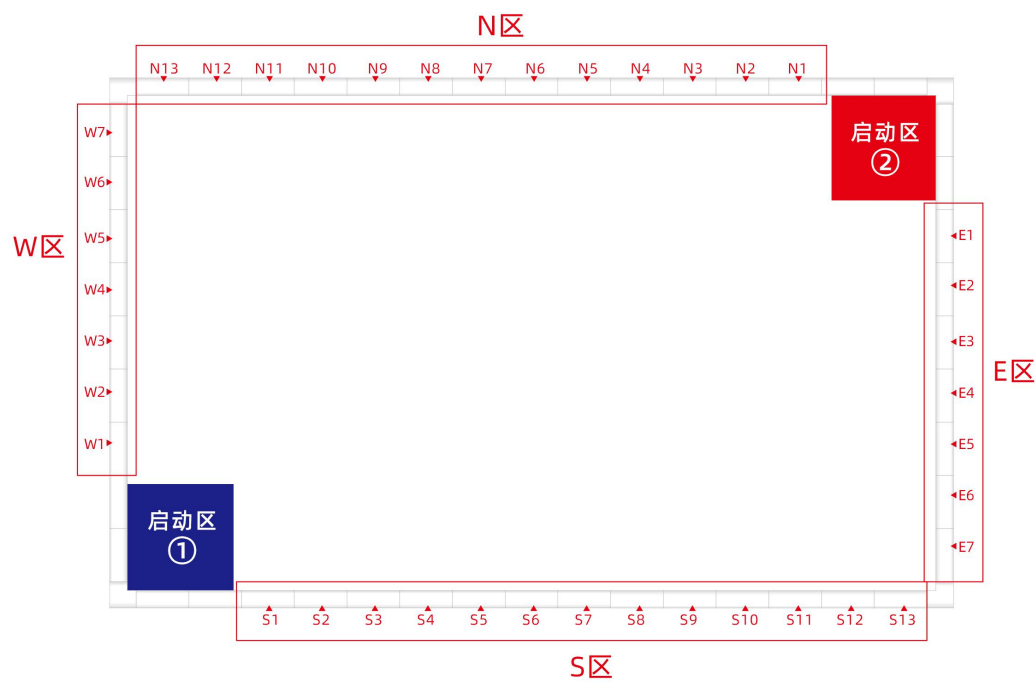 N区
N13 N12 N11 N10 N9 N8 N7 N6 N5 N4 N3 N2 N1
启动区
②
W区
W7
W6
W5
W4
W3
W2
W1
E1
E2
E3
E4
E5
E6
E7
E区
启动区
①
S1 S2 S3 S4 S5 S6 S7 S8 S9 S10 S11 S12 S13
S区